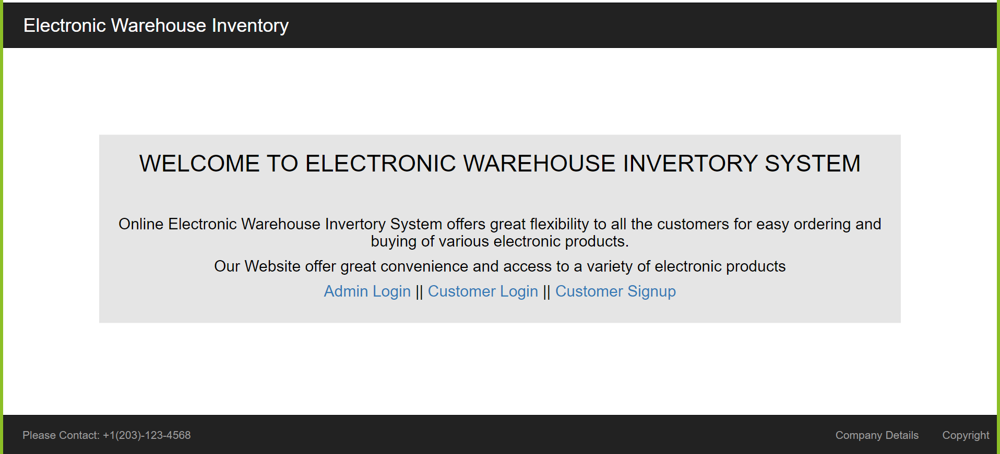 Electronic Warehouse Inventory
WELCOME TO ELECTRONIC WAREHOUSE INVERTORY SYSTEM
Online Electronic Warehouse Invertory System offers great flexibility to all the customers for easy ordering and
buying of various electronic products.
Our Website offer great convenience and access to a variety of electronic products
Admin Login || Customer Login || Customer Signup
Please Contact: +1(203)-123-4568 Company Details Copyright